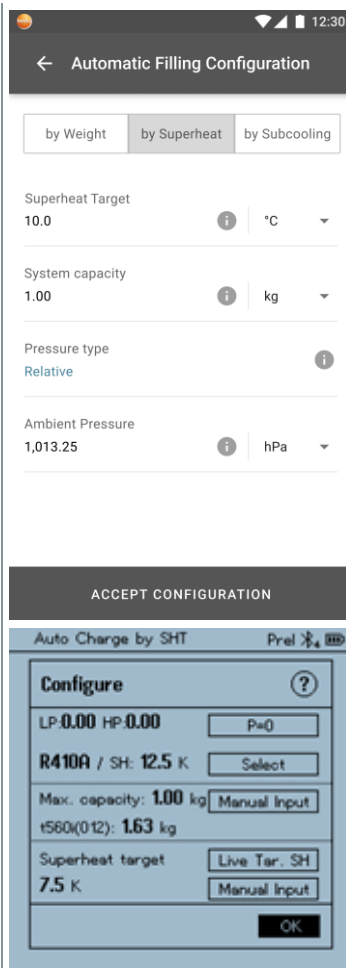 12:30
Automatic Filling Configuration
by Weight by Superheat by Subcooling
Superheat Target
10.0 °C
System capacity
1.00 kg
Pressure type
Relative
Ambient Pressure
1,013.25 hPa
ACCEPT CONFIGURATION
Auto Charge by SHT Prel 4
Configure ?
LP:0.00 HP:0.00 P=0
R410A / SH: 12.5 K Select
Max. capacity: 1.00 kg Manual Input
t560i(012): 1.63 kg
Superheat target Live Tar. SH
7.5 K Manual Input
OK